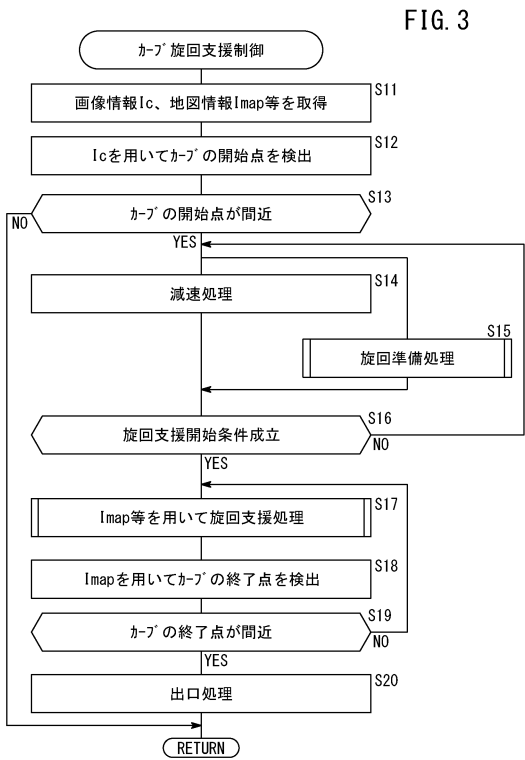 FIG. 3
ｶｰﾌﾞ旋回支援制御
S11
画像情報Ic、地図情報Imap等を取得
S12
Icを用いてｶｰﾌﾞの開始点を検出
S13
ｶｰﾌﾞの開始点が間近
NO
YES
S14
減速処理
S15
旋回準備処理
S16
旋回支援開始条件成立
NO
YES
S17
Imap等を用いて旋回支援処理
S18
Imapを用いてｶｰﾌﾞの終了点を検出
S19
ｶｰﾌﾞの終了点が間近
NO
YES
S20
出口処理
RETURN